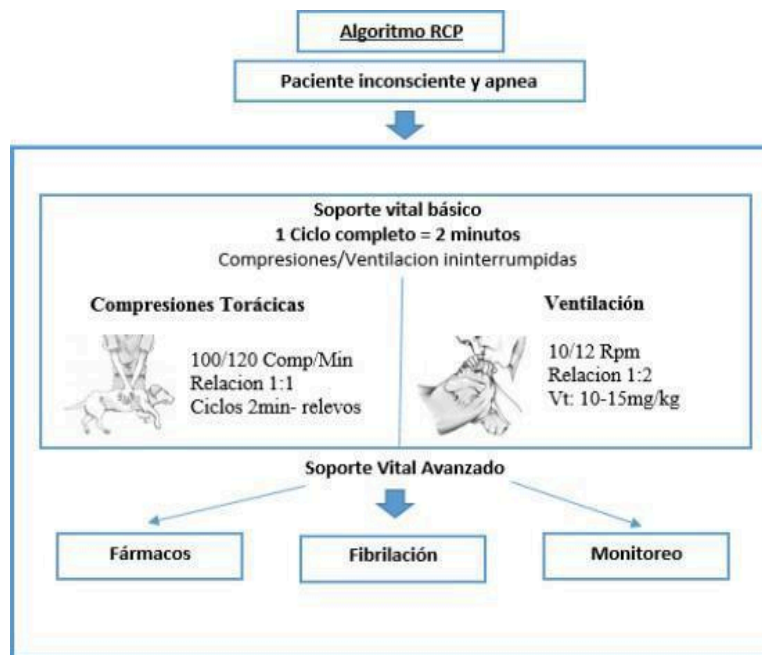 Algoritmo RCP
Paciente inconsciente y apnea
Soporte vital básico
1 Ciclo completo = 2 minutos
Compresiones/Ventilacion ininterrumpidas
Compresiones Torácicas
100/120 Comp/Min
Relacion 1:1
Ciclos 2min- relevos
Ventilación
10/12 Rpm
Relacion 1:2
Vt: 10-15mg/kg
Soporte Vital Avanzado
Fármacos
Fibrilación
Monitoreo